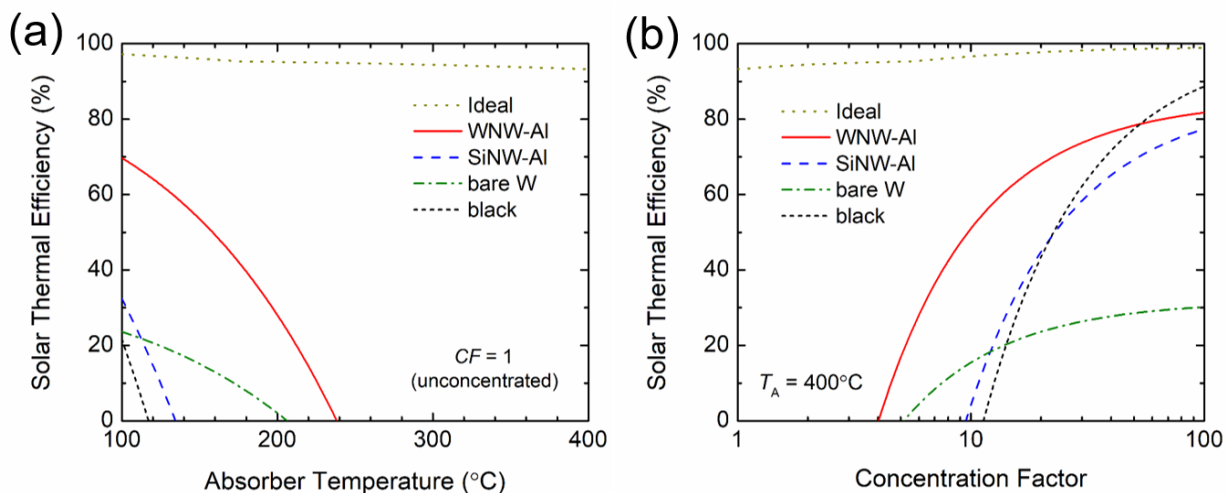 (a)
100
80
60
40
20
0
Solar Thermal Efficiency (%)
Ideal
WNW-Al
SiNW-Al
bare W
black
CF = 1
(unconcentrated)
100
200
300
400
Absorber Temperature (°C)
(b)
100
80
60
40
20
0
Solar Thermal Efficiency (%)
Ideal
WNW-Al
SiNW-Al
bare W
black
T_A = 400°C
1
10
100
Concentration Factor